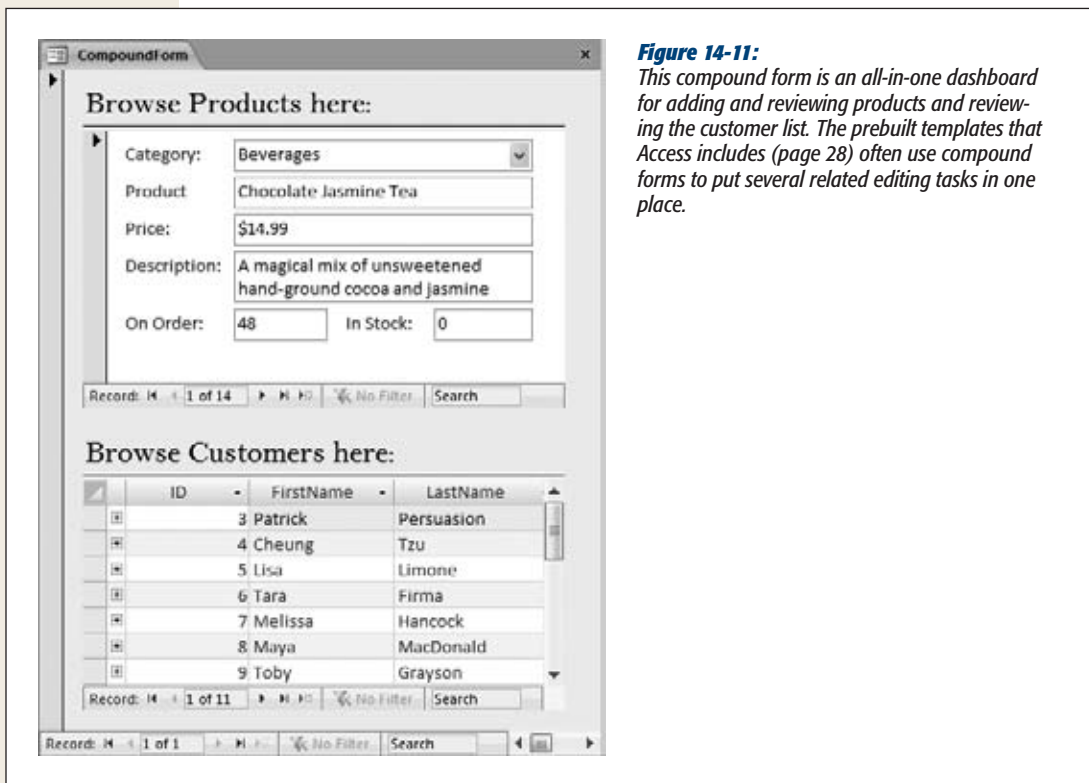 CompoundForm
Browse Products here:
Category: Beverages
Product Chocolate Jasmine Tea
Price: $14.99
Description: A magical mix of unsweetened
hand-ground cocoa and jasmine
On Order: 48 In Stock: 0
Record: 1 of 14 No Filter Search
Browse Customers here:
ID FirstName LastName
3 Patrick Persuasion
4 Cheung Tzu
5 Lisa Limone
6 Tara Firma
7 Melissa Hancock
8 Maya MacDonald
9 Toby Grayson
Record: 1 of 11 No Filter Search
Record: 1 of 1 No Filter Search
Figure 14-11:
This compound form is an all-in-one dashboard
for adding and reviewing products and review-
ing the customer list. The prebuilt templates that
Access includes (page 28) often use compound
forms to put several related editing tasks in one
place.